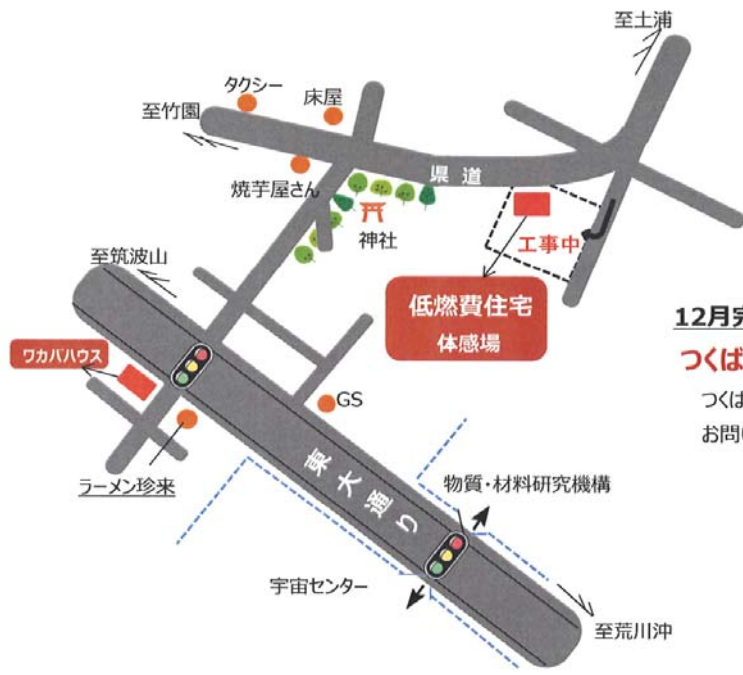 至土浦
タクシー
床屋
至竹園
焼芋屋さん
県道
神社
工事中
至筑波山
低燃費住宅
体感場
12月完
ワカバハウス
つくば
つくば
お問い
GS
ラーメン珍来
東大通り
物質・材料研究機構
宇宙センター
至荒川沖